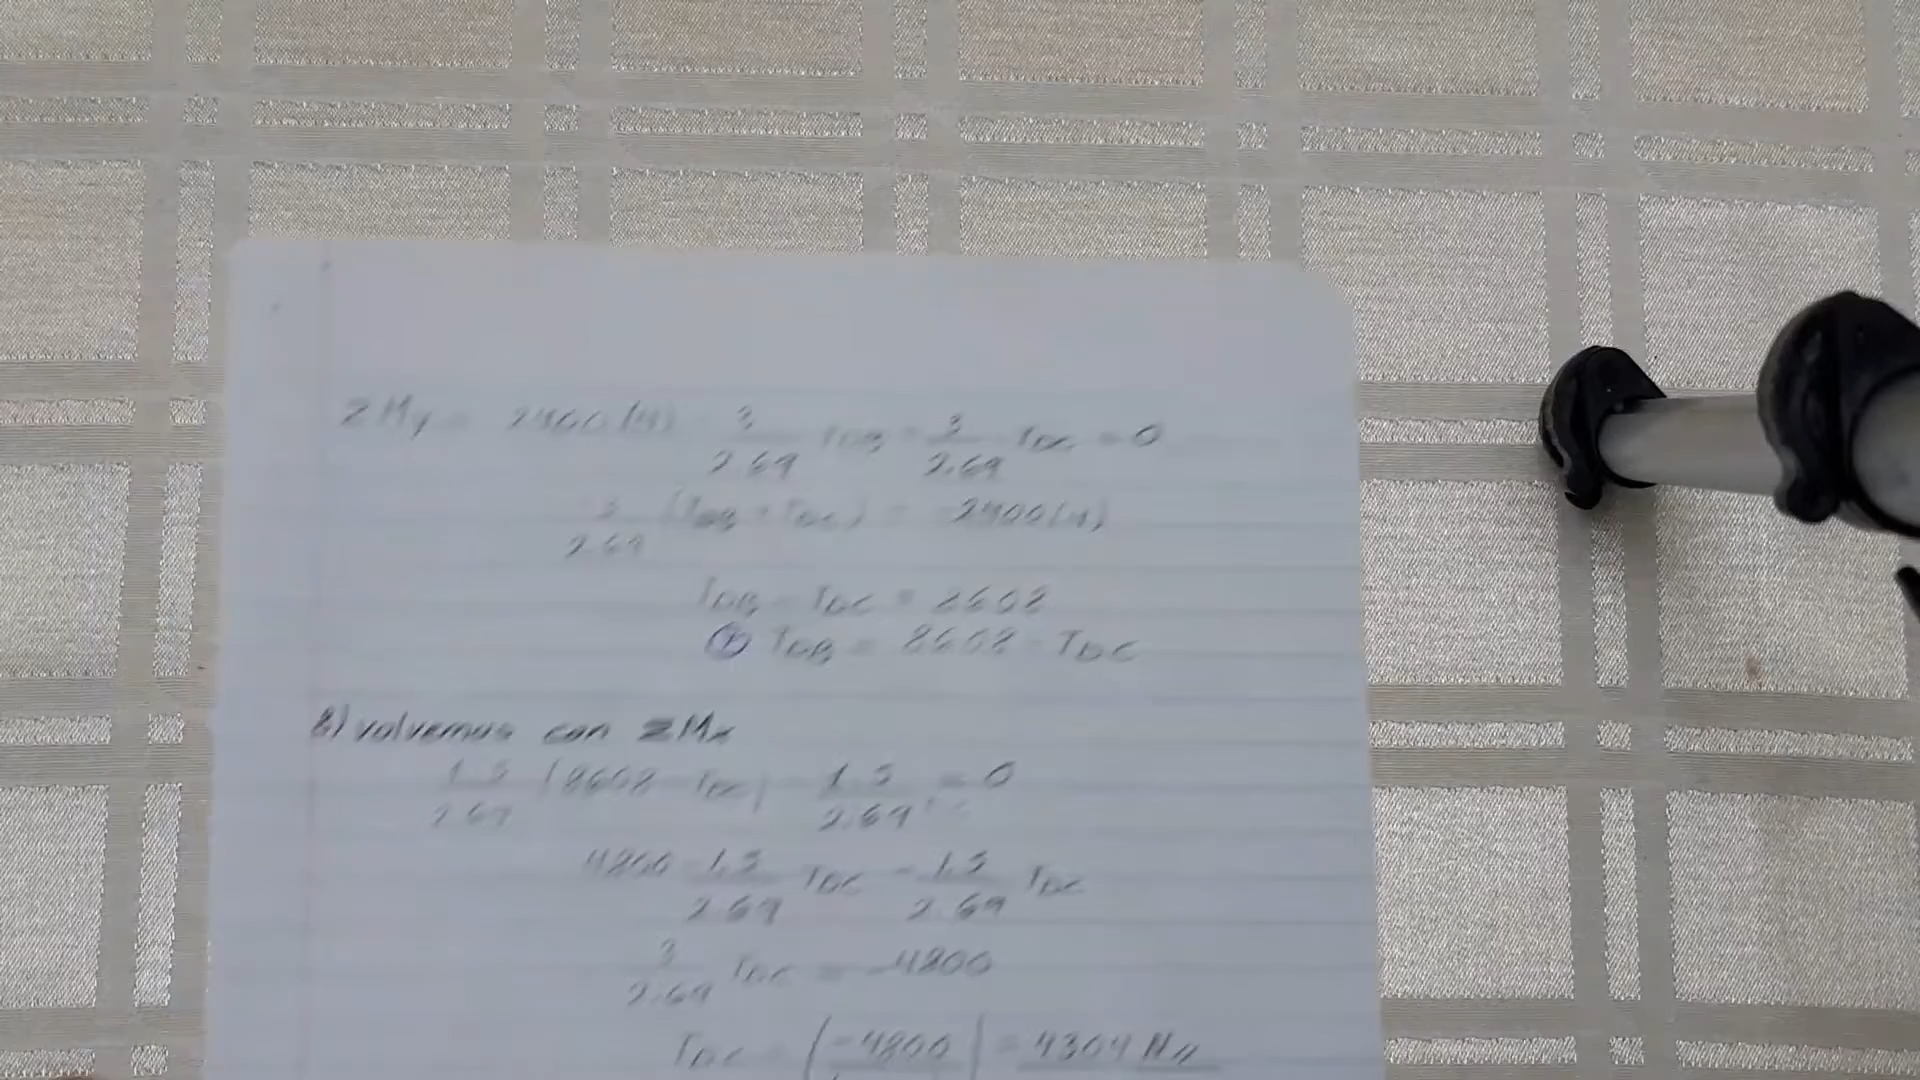 ΣMy = 2400(4) - 3/2.69 TDB - 3/2.69 TDC = 0
-3/2.69 (TDB + TDC) = -2400(4)
TDB + TDC = 8608
① TDB = 8608 - TDC
8) volvemos con ΣMx
1.5/2.69 (8608 - TDC) - 1.5/2.69 = 0
4800 - 1.5/2.69 TDC - 1.5/2.69 TDC
3/2.69 TDC = -4800
TDC = (-4800 = 4304 N